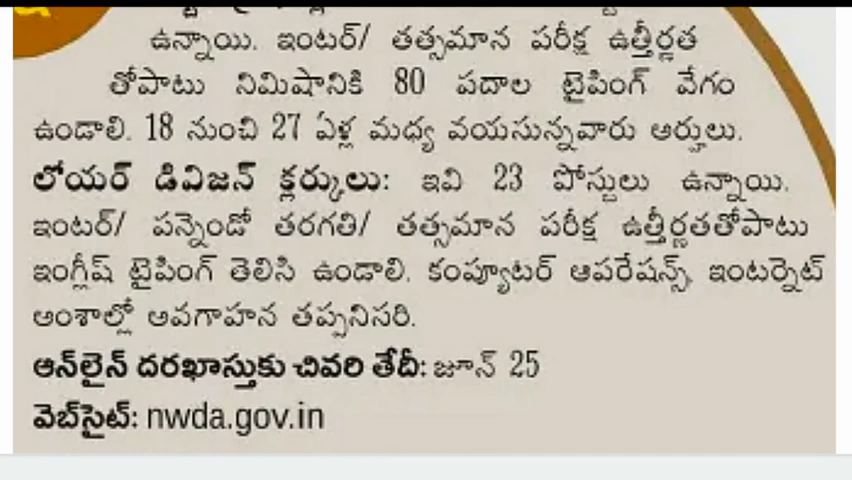 ఉన్నాయి. ఇంటర్/ తత్సమాన పరీక్ష ఉత్తీర్ణత
తోపాటు నిమిషానికి 80 పదాల టైపింగ్ వేగం
ఉండాలి. 18 నుంచి 27 ఏళ్ల మధ్య వయసున్నవారు అర్హులు.
లోయర్ డివిజన్ క్లర్కులు: ఇవి 23 పోస్టులు ఉన్నాయి.
ఇంటర్/ పన్నెండో తరగతి/ తత్సమాన పరీక్ష ఉత్తీర్ణతతోపాటు
ఇంగ్లీష్ టైపింగ్ తెలిసి ఉండాలి. కంప్యూటర్ ఆపరేషన్స్, ఇంటర్నెట్
అంశాల్లో అవగాహన తప్పనిసరి.
ఆన్‌లైన్ దరఖాస్తుకు చివరి తేదీ: జూన్ 25
వెబ్‌సైట్: nwda.gov.in